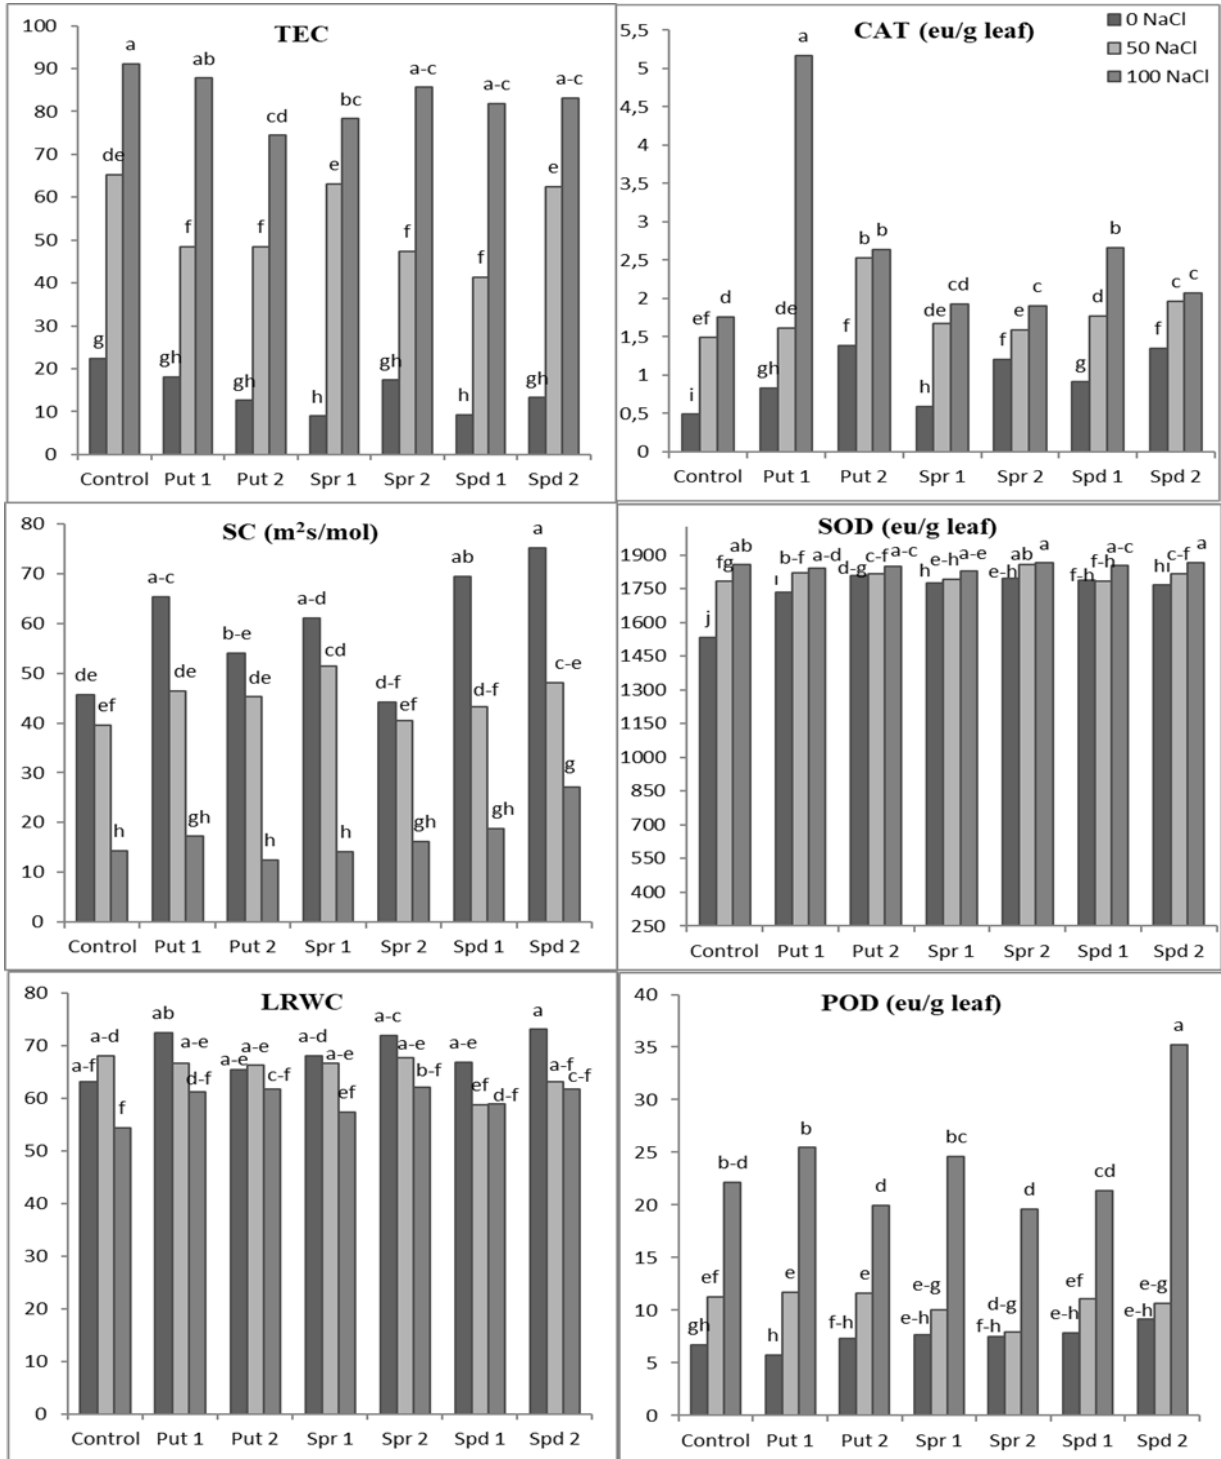 TEC
100
90
80
70
60
50
40
30
20
10
0
g
de
a
gh
f
ab
gh
f
cd
h
e
bc
gh
f
a-c
h
f
a-c
gh
e
a-c
Control Put 1 Put 2 Spr 1 Spr 2 Spd 1 Spd 2
CAT (eu/g leaf)
0 NaCl
50 NaCl
100 NaCl
5,5
5
4,5
4
3,5
3
2,5
2
1,5
1
0,5
0
i
ef
d
gh
de
a
f
b
b
h
de
cd
f
e
c
g
d
b
f
c
c
Control Put 1 Put 2 Spr 1 Spr 2 Spd 1 Spd 2
SC (m²s/mol)
80
70
60
50
40
30
20
10
0
de
ef
h
a-c
de
gh
b-e
de
h
a-d
cd
h
d-f
ef
gh
ab
d-f
gh
a
c-e
g
Control Put 1 Put 2 Spr 1 Spr 2 Spd 1 Spd 2
SOD (eu/g leaf)
1900
1750
1600
1450
1300
1150
1000
850
700
550
400
250
j
fg
ab
ı
b-f
a-d
d-g
c-f
a-c
h
e-h
a-e
e-h
ab
a
f-h
f-h
a-c
hi
c-f
a
Control Put 1 Put 2 Spr 1 Spr 2 Spd 1 Spd 2
LRWC
80
70
60
50
40
30
20
10
0
a-f
a-d
f
ab
a-e
d-f
a-e
a-e
c-f
a-d
a-e
ef
a-c
a-e
b-f
a-e
ef
d-f
a
a-f
c-f
Control Put 1 Put 2 Spr 1 Spr 2 Spd 1 Spd 2
POD (eu/g leaf)
40
35
30
25
20
15
10
5
0
gh
ef
b-d
h
e
b
f-h
e
d
e-h
e-g
bc
f-h
d-g
d
e-h
ef
cd
e-h
e-g
a
Control Put 1 Put 2 Spr 1 Spr 2 Spd 1 Spd 2